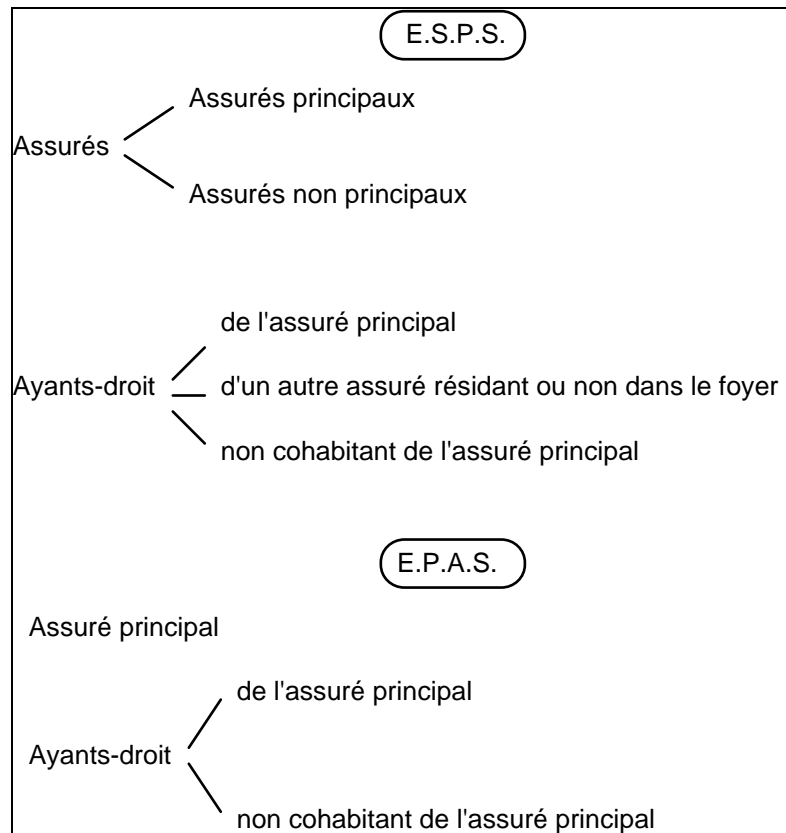 E.S.P.S.
Assurés principaux
Assurés
Assurés non principaux
de l'assuré principal
Ayants-droit
d'un autre assuré résidant ou non dans le foyer
non cohabitant de l'assuré principal
E.P.A.S.
Assuré principal
de l'assuré principal
Ayants-droit
non cohabitant de l'assuré principal